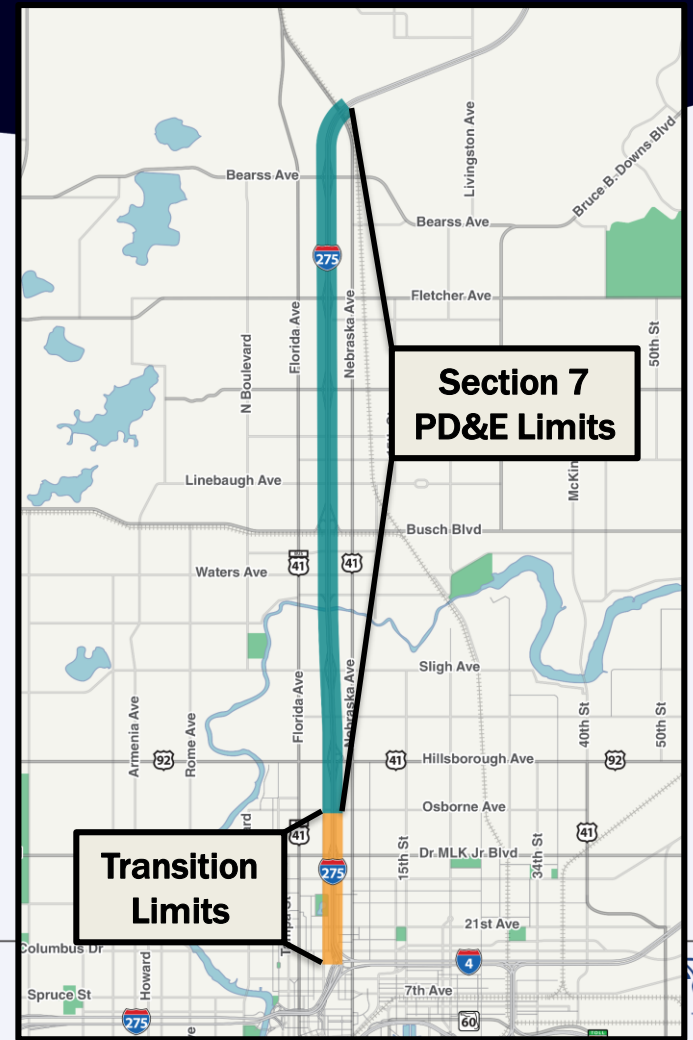 Bearss Ave
Livingston Ave
Bruce B. Downs Blvd
Bearss Ave
275
Fletcher Ave
Florida Ave
Nebraska Ave
N Boulevard
50th St
Section 7
PD&E Limits
Linebaugh Ave
Busch Blvd
41
41
Waters Ave
Sligh Ave
Nebraska Ave
Florida Ave
Armenia Ave
Rome Ave
40th St
50th St
92
41
Hillsborough Ave
92
Osborne Ave
41
41
Transition
Limits
275
15th St
Dr MLK Jr Blvd
34th St
21st Ave
Columbus Dr
Howard
4
Spruce St
7th Ave
275
60
TOLL